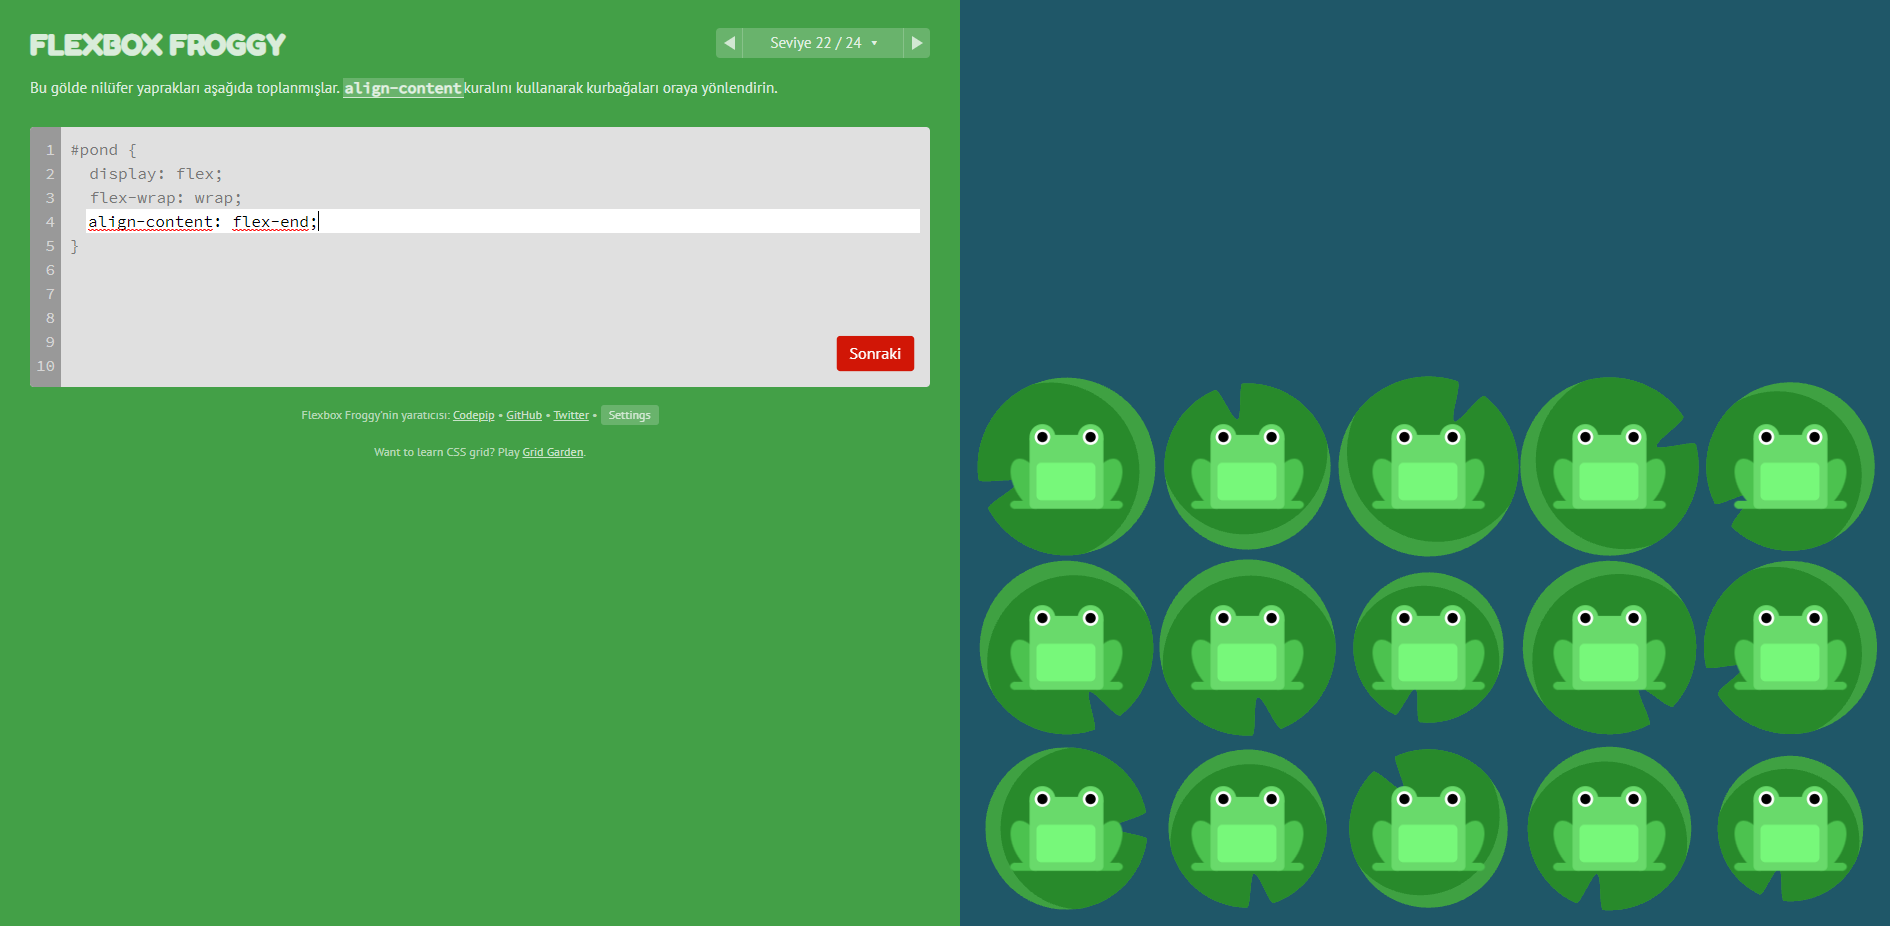 FLEXBOX FROGGY
Seviye 22 / 24
Bu gölde nilüfer yaprakları aşağıda toplanmışlar. align-content kuralını kullanarak kurbağaları oraya yönlendirin.
1 #pond {
2 display: flex;
3 flex-wrap: wrap;
4 align-content: flex-end;
5 }
6
7
8
9
10
Sonraki
Flexbox Froggy'nin yaratıcısı: Codepip • GitHub • Twitter • Settings
Want to learn CSS grid? Play Grid Garden.